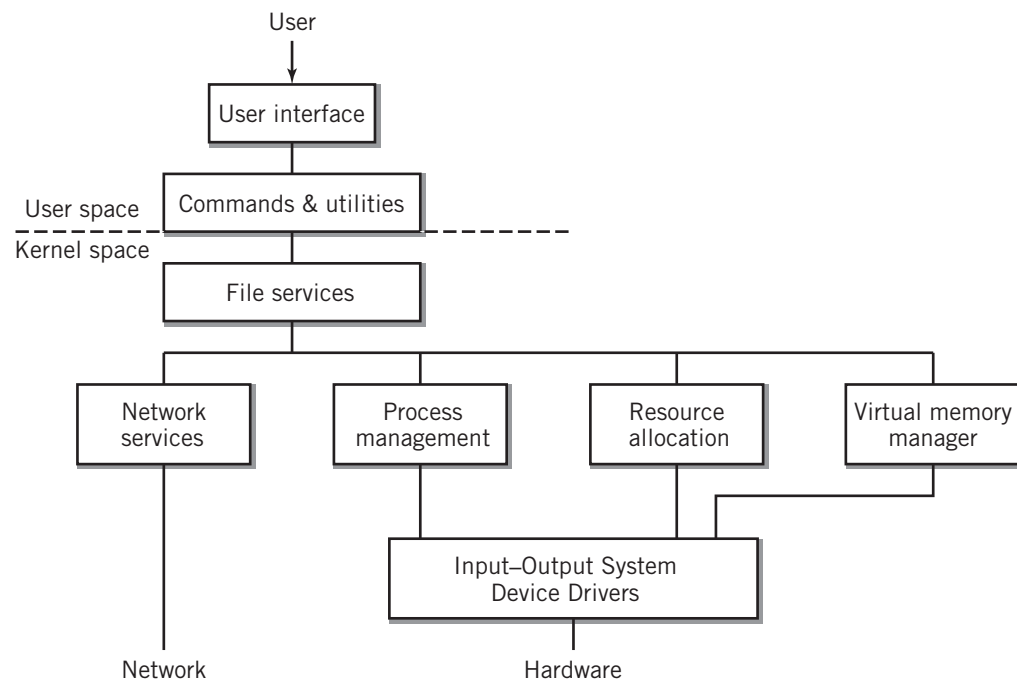 User
User interface
Commands & utilities
User space
Kernel space
File services
Network
services
Process
management
Resource
allocation
Virtual memory
manager
Input–Output System
Device Drivers
Network
Hardware